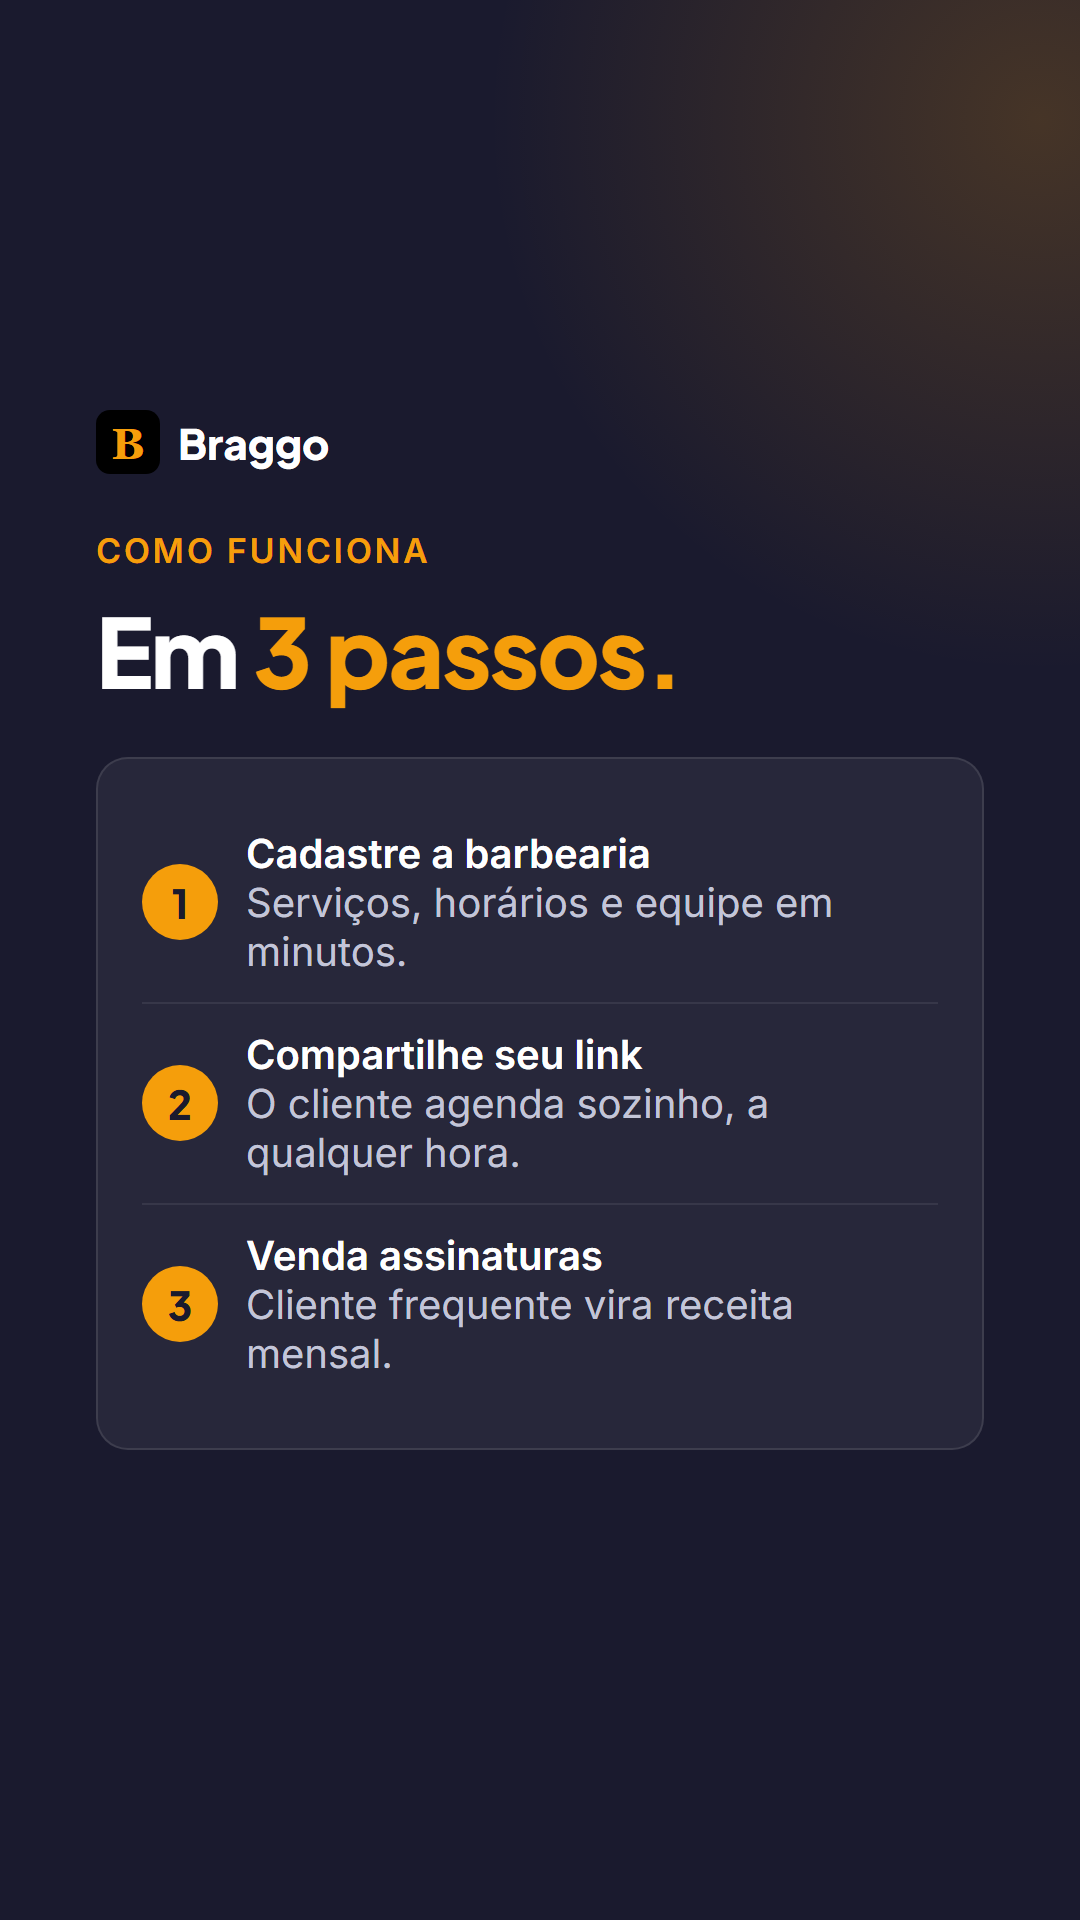 B Braggo
COMO FUNCIONA
Em 3 passos.
1
Cadastre a barbearia
Serviços, horários e equipe em
minutos.
2
Compartilhe seu link
O cliente agenda sozinho, a
qualquer hora.
3
Venda assinaturas
Cliente frequente vira receita
mensal.